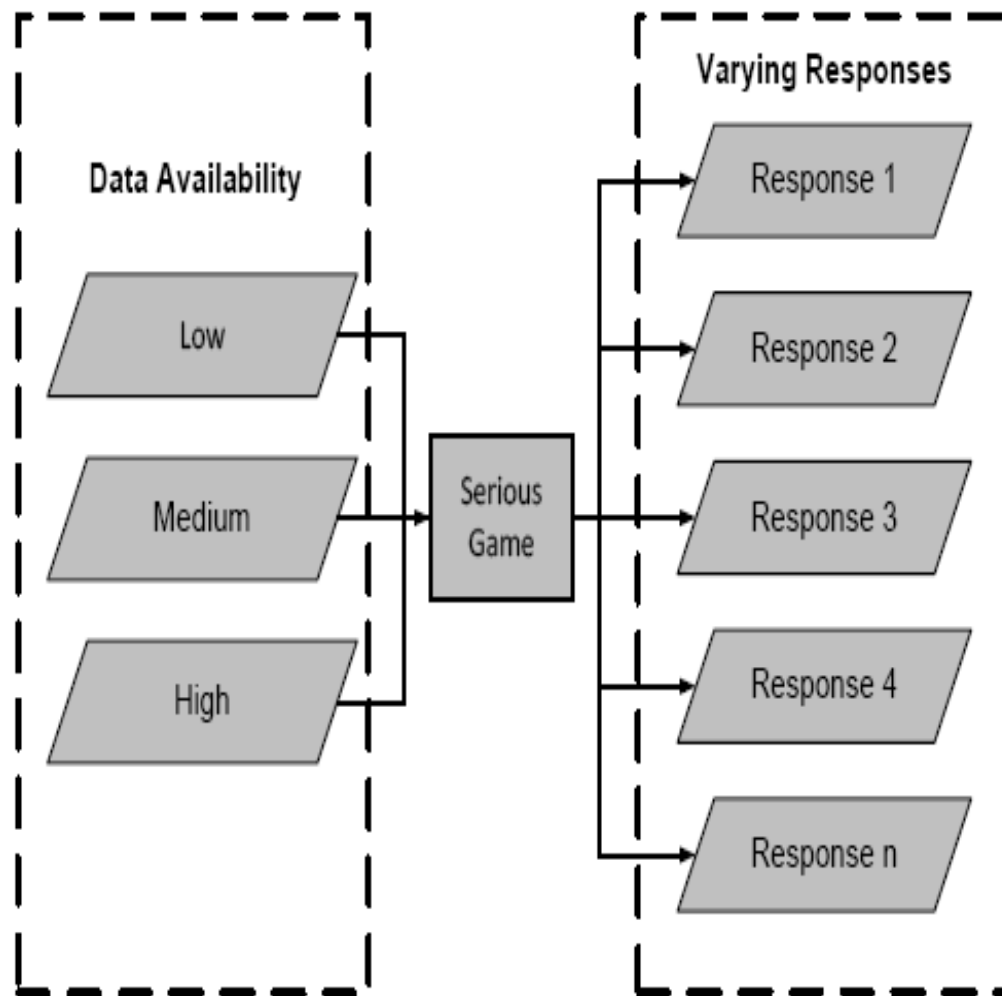 Data Availability
Low
Medium
High
Serious
Game
Varying Responses
Response 1
Response 2
Response 3
Response 4
Response n